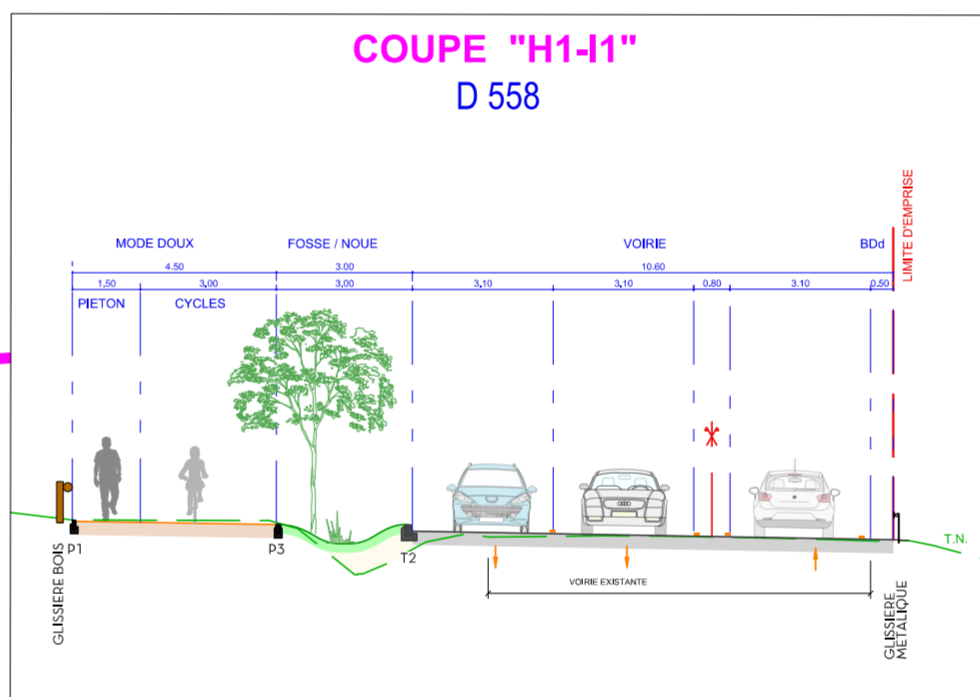 COUPE "H1-I1"
D 558
LIMITE D'EMPRISE
MODE DOUX FOSSE / NOUE VOIRIE BDd
4.50 3.00 10.60
1,50 3,00 3,00 3,10 3,10 0,80 3,10 0,50
PIETON CYCLES
P1 P3 T2 T.N.
GLISSIERE BOIS
VOIRIE EXISTANTE
GLISSIERE
METALIQUE